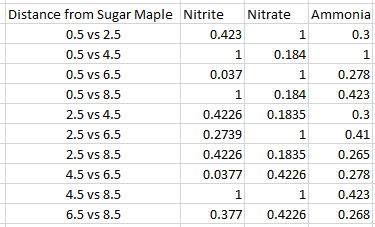 Distance from Sugar Maple Nitrite Nitrate Ammonia
0.5 vs 2.5 0.423 1 0.3
0.5 vs 4.5 1 0.184 1
0.5 vs 6.5 0.037 1 0.278
0.5 vs 8.5 1 0.184 0.423
2.5 vs 4.5 0.4226 0.1835 0.3
2.5 vs 6.5 0.2739 1 0.41
2.5 vs 8.5 0.4226 0.1835 0.265
4.5 vs 6.5 0.0377 0.4226 0.278
4.5 vs 8.5 1 1 0.423
6.5 vs 8.5 0.377 0.4226 0.268